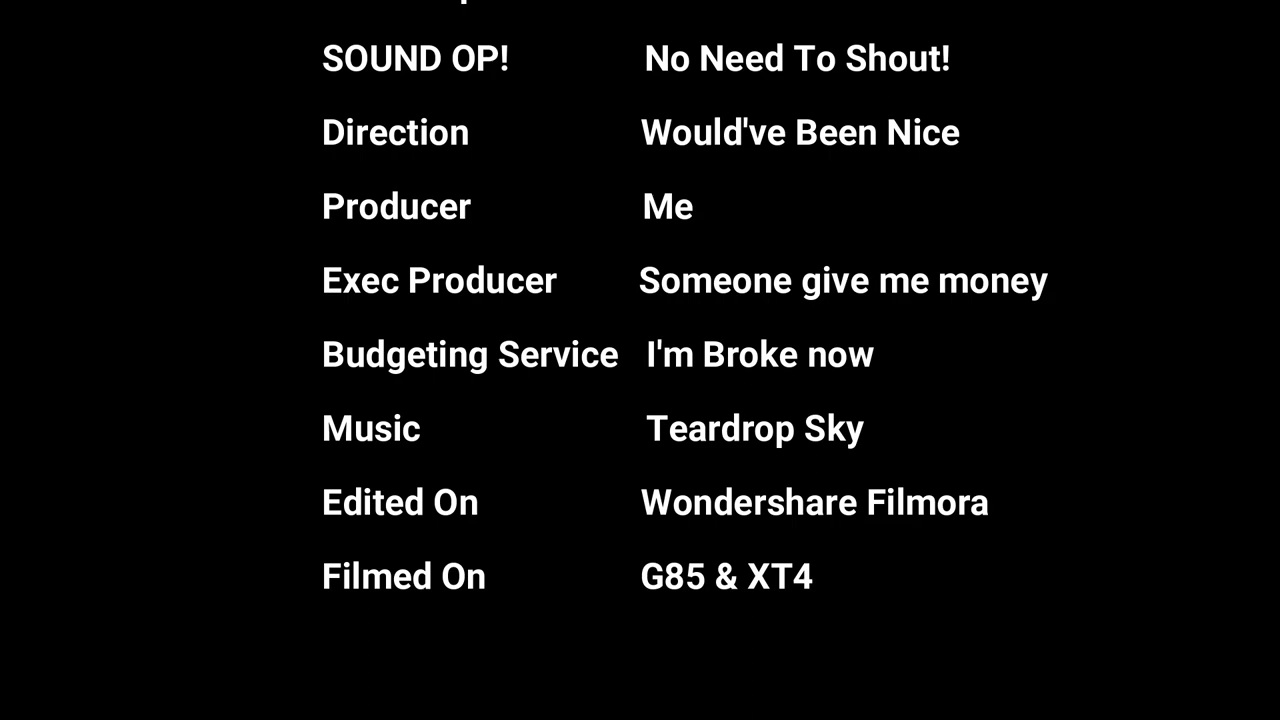 SOUND OP! No Need To Shout!
Direction Would've Been Nice
Producer Me
Exec Producer Someone give me money
Budgeting Service I'm Broke now
Music Teardrop Sky
Edited On Wondershare Filmora
Filmed On G85 & XT4